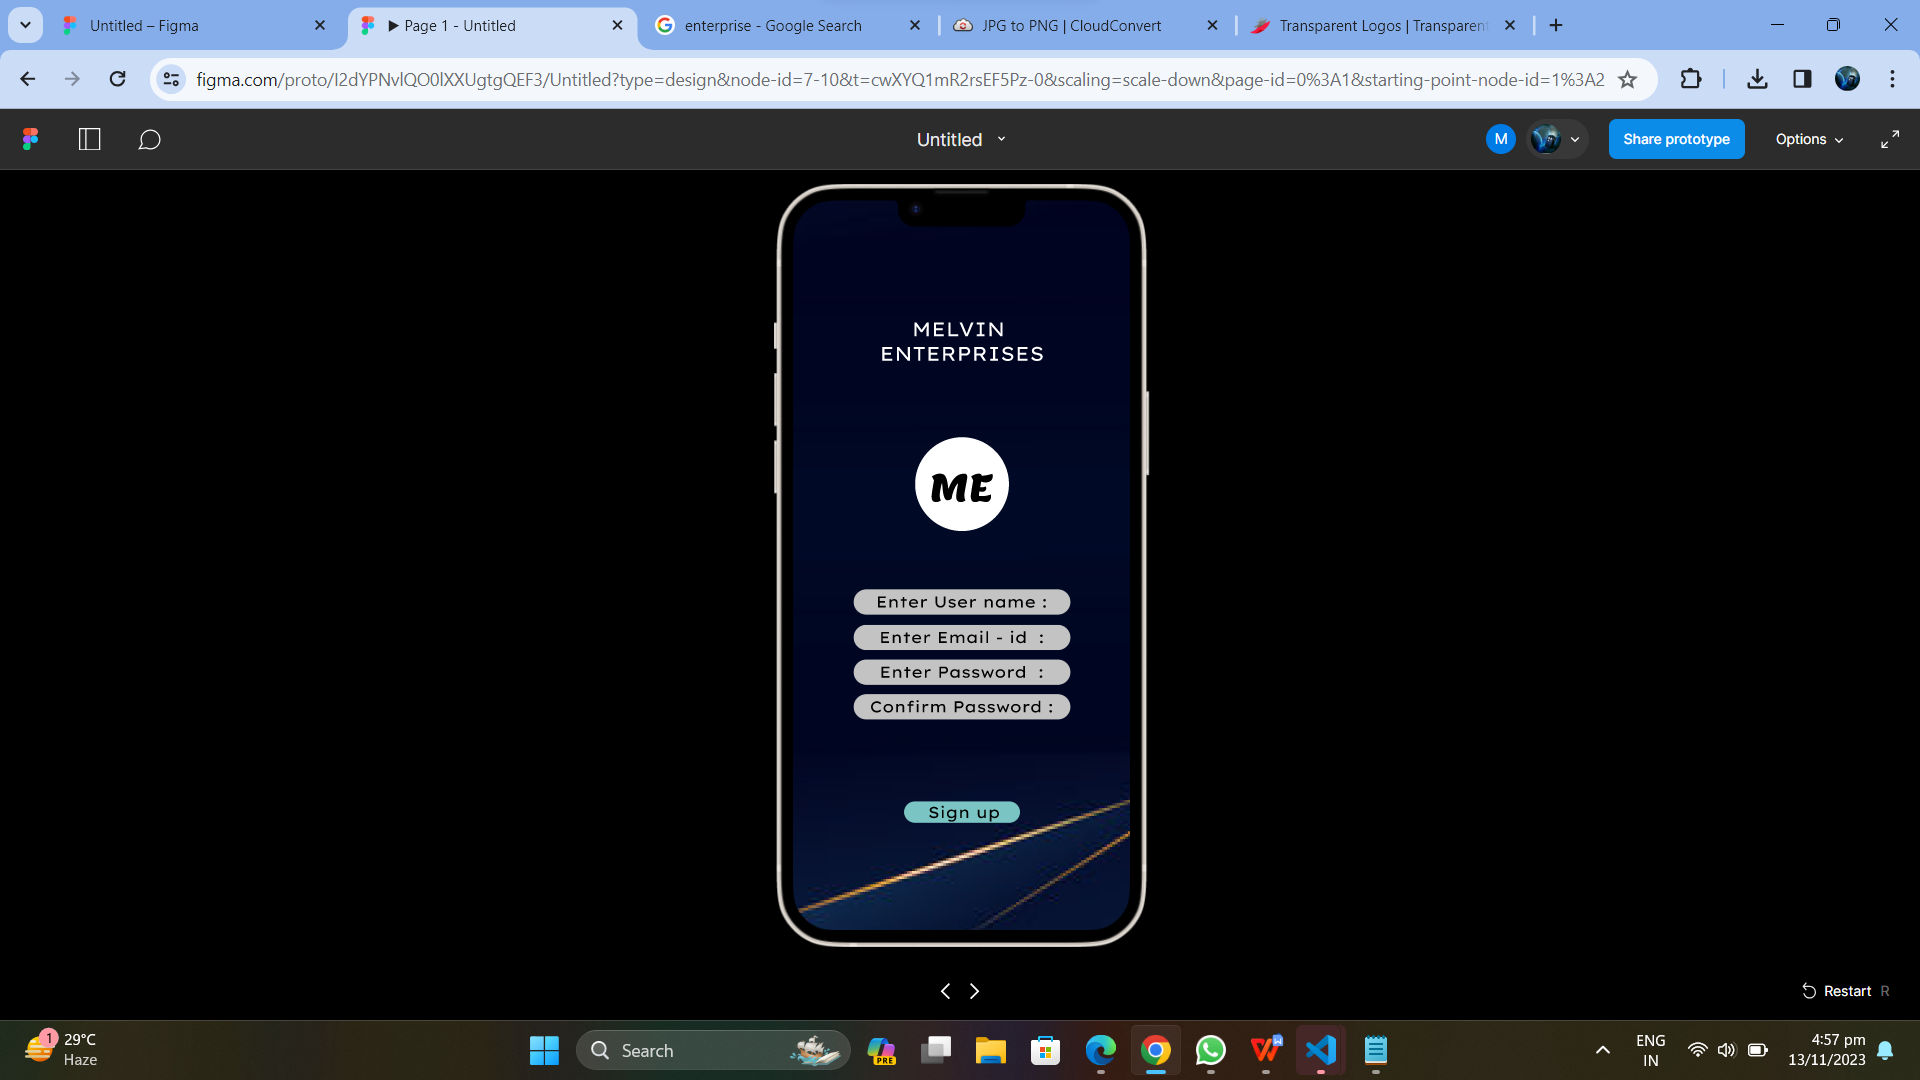 Untitled – Figma
Page 1 - Untitled
enterprise - Google Search
JPG to PNG | CloudConvert
Transparent Logos | Transparent
figma.com/proto/I2dYPNvlQO0lXXUgtgQEF3/Untitled?type=design&node-id=7-10&t=cwXYQ1mR2rsEF5Pz-0&scaling=scale-down&page-id=0%3A1&starting-point-node-id=1%3A2
Untitled
M
Share prototype
Options
MELVIN
ENTERPRISES
ME
Enter User name :
Enter Email - id :
Enter Password :
Confirm Password :
Sign up
Restart R
1
29°C
Haze
Search
PRE
W
ENG
IN
4:57 pm
13/11/2023